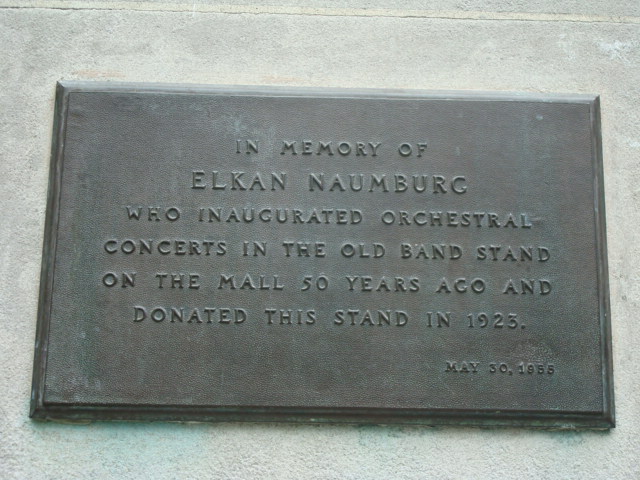 IN MEMORY OF
ELKAN NAUMBURG
WHO INAUGURATED ORCHESTRAL
CONCERTS IN THE OLD BAND STAND
ON THE MALL 50 YEARS AGO AND
DONATED THIS STAND IN 1923.
MAY 30, 1955